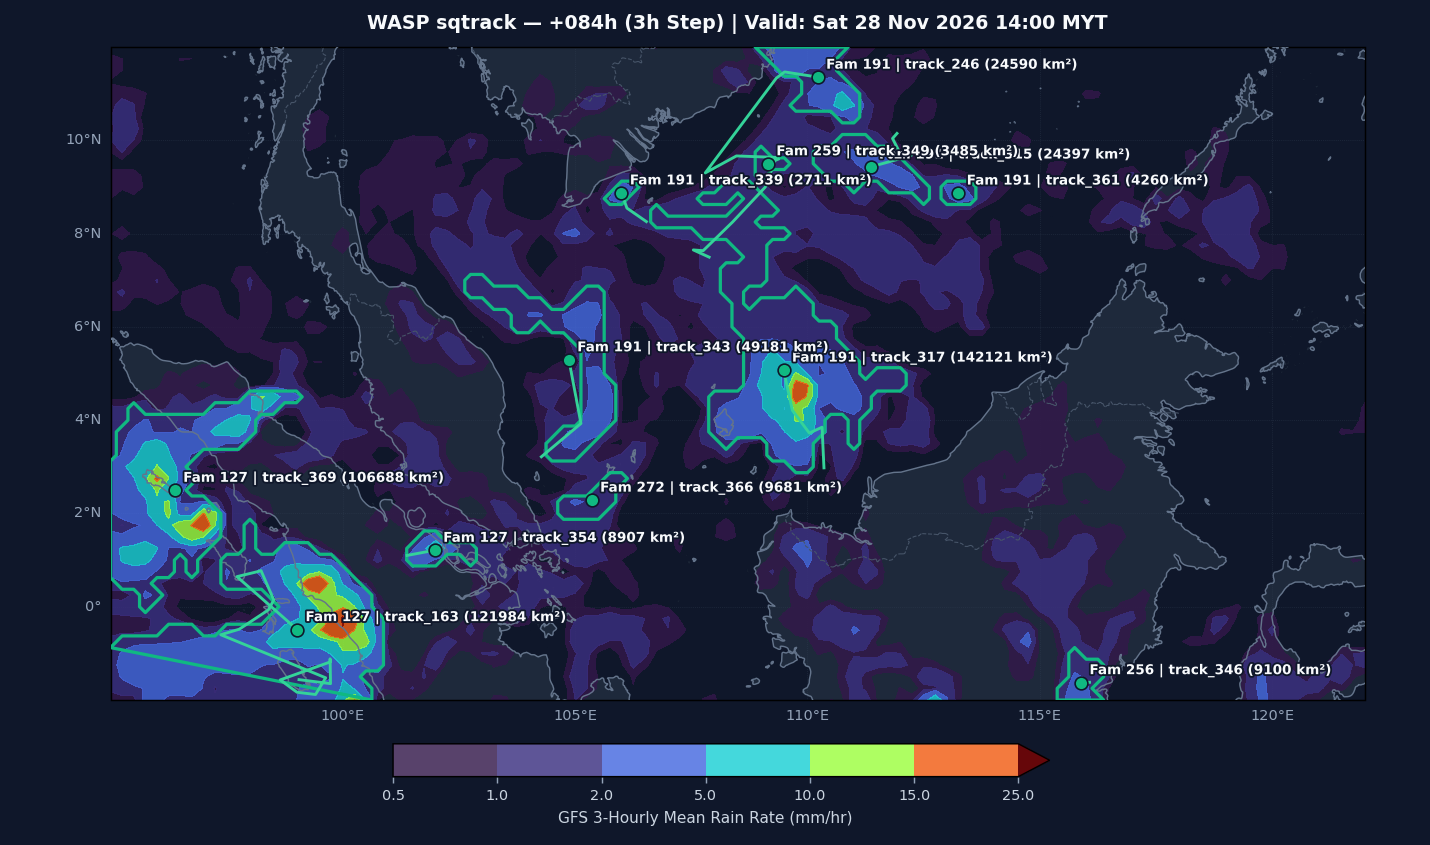 WASP sqtrack — +084h (3h Step) | Valid: Sat 28 Nov 2026 14:00 MYT
Fam 191 | track_246 (24590 km²)
10°N
Fam 259 | track_349 (3485 km²)
(24397 km²)
Fam 191 | track_339 (2711 km²)
Fam 191 | track_361 (4260 km²)
8°N
6°N
Fam 191 | track_343 (49181 km²)
Fam 191 | track_317 (142121 km²)
4°N
Fam 127 | track_369 (106688 km²)
Fam 272 | track_366 (9681 km²)
2°N
Fam 127 | track_354 (8907 km²)
0°
Fam 127 | track_163 (121984 km²)
Fam 256 | track_346 (9100 km²)
100°E 105°E 110°E 115°E 120°E
0.5 1.0 2.0 5.0 10.0 15.0 25.0
GFS 3-Hourly Mean Rain Rate (mm/hr)